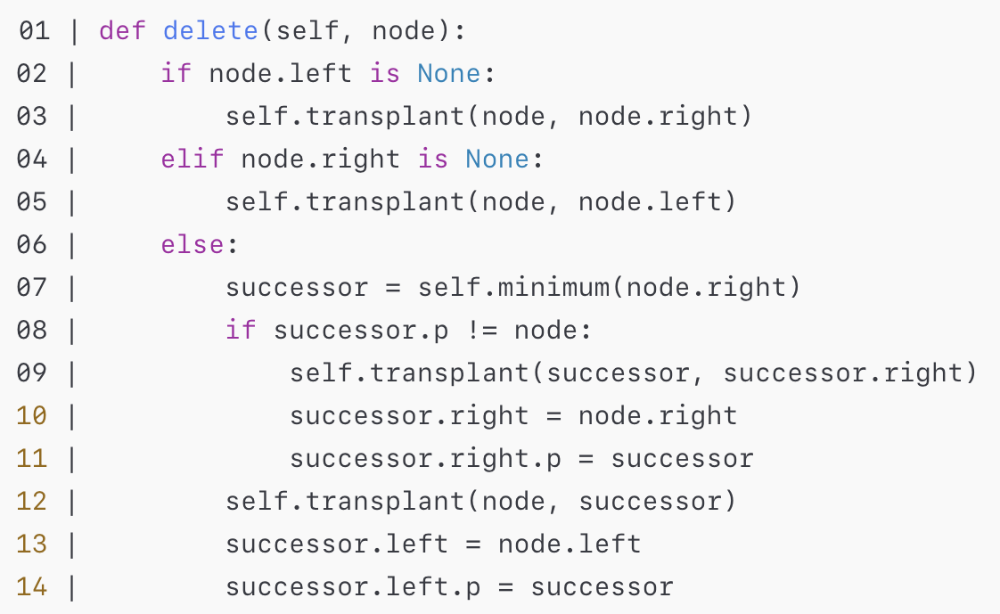 01 | def delete(self, node):
02 |     if node.left is None:
03 |         self.transplant(node, node.right)
04 |     elif node.right is None:
05 |         self.transplant(node, node.left)
06 |     else:
07 |         successor = self.minimum(node.right)
08 |         if successor.p != node:
09 |             self.transplant(successor, successor.right)
10 |             successor.right = node.right
11 |             successor.right.p = successor
12 |         self.transplant(node, successor)
13 |         successor.left = node.left
14 |         successor.left.p = successor